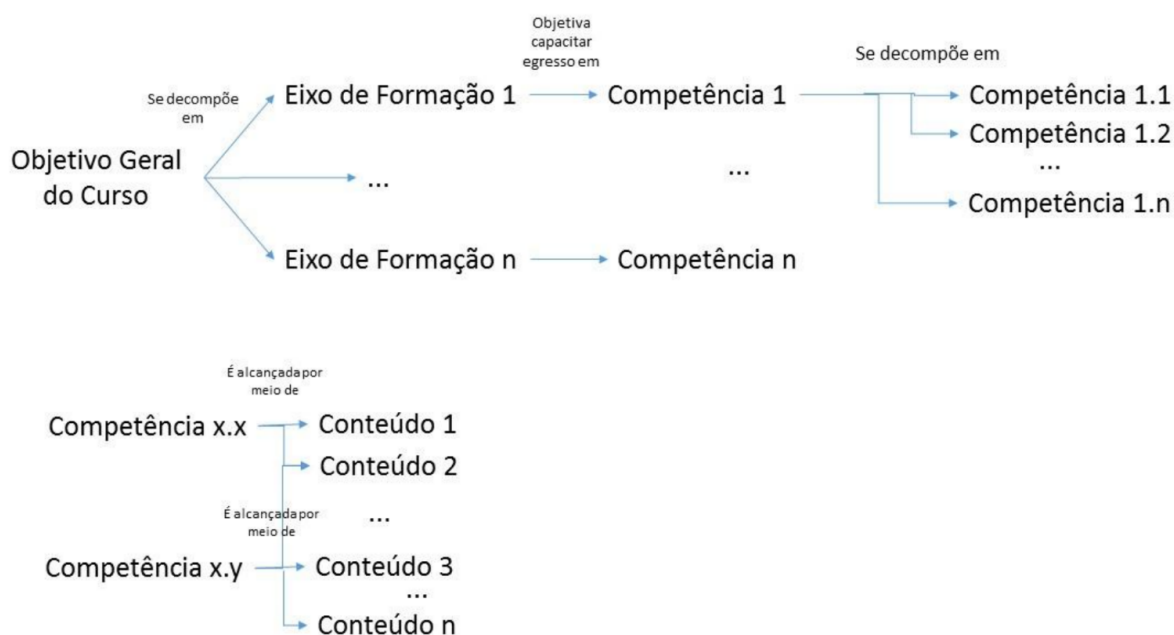 Objetiva
capacitar
egresso em
Se decompõe em
Se decompõe
em
Eixo de Formação 1
Competência 1
Competência 1.1
Competência 1.2
Objetivo Geral
do Curso
...
...
...
Competência 1.n
Eixo de Formação n
Competência n
É alcançada por
meio de
Competência x.x
Conteúdo 1
Conteúdo 2
É alcançada por
meio de
...
Competência x.y
Conteúdo 3
...
Conteúdo n